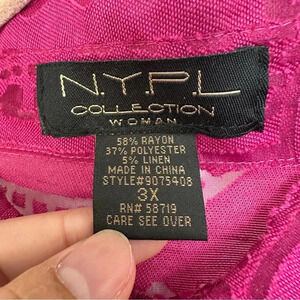 N.Y.P.L
COLLECTION
WOMAN
58% RAYON
37% POLYESTER
5% LINEN
MADE IN CHINA
STYLE#9075408
3X
RN# 58719
CARE SEE OVER